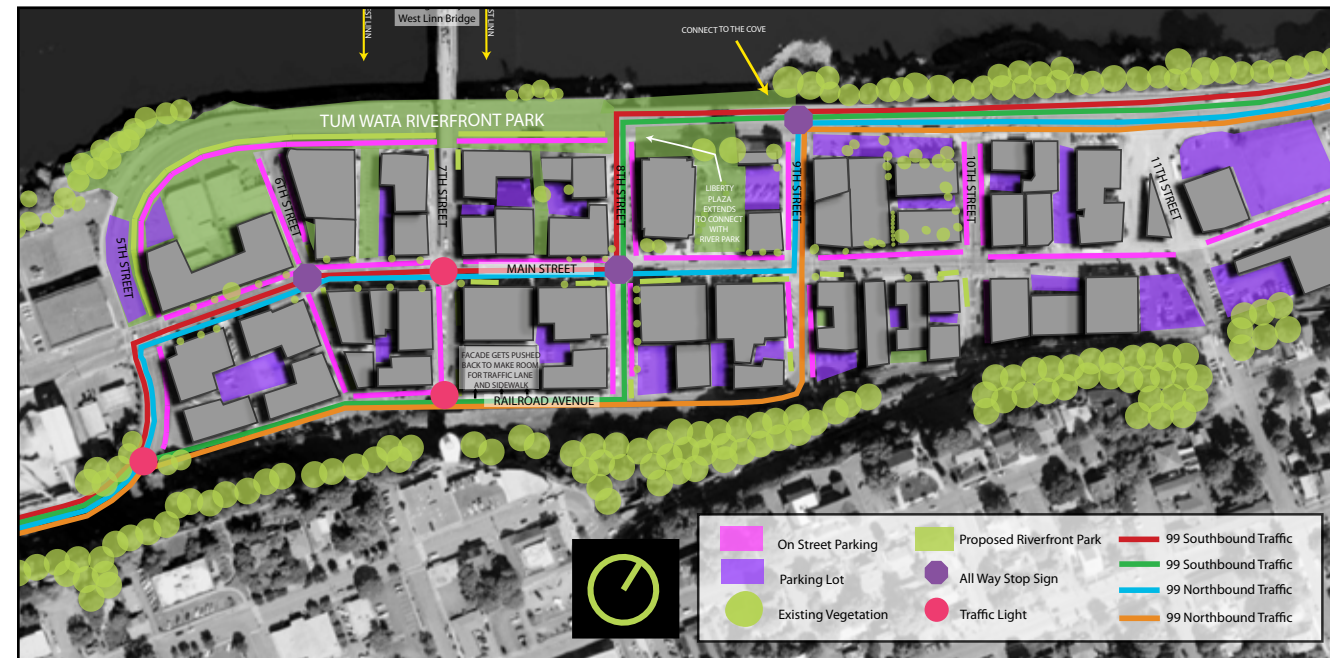 West Linn Bridge
CONNECT TO THE COVE
TUM WATA RIVERFRONT PARK
5TH STREET
6TH STREET
7TH STREET
8TH STREET
9TH STREET
10TH STREET
11TH STREET
LIBERTY
PLAZA
EXTENDS
TO CONNECT
WITH
RIVER PARK
MAIN STREET
FACADE GETS PUSHED
BACK TO MAKE ROOM
FOR TRAFFIC LANE
AND SIDEWALK
RAILROAD AVENUE
On Street Parking
Parking Lot
Existing Vegetation
Proposed Riverfront Park
All Way Stop Sign
Traffic Light
99 Southbound Traffic
99 Southbound Traffic
99 Northbound Traffic
99 Northbound Traffic